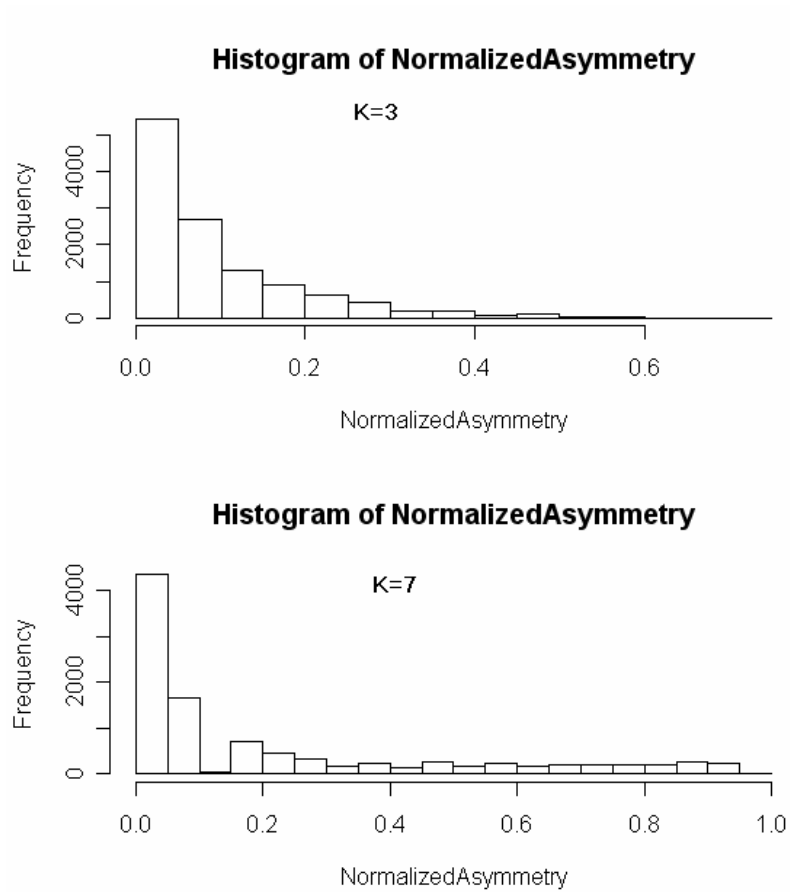 Histogram of NormalizedAsymmetry
K=3
Frequency
0 2000 4000
0.0 0.2 0.4 0.6
NormalizedAsymmetry
Histogram of NormalizedAsymmetry
K=7
Frequency
0 2000 4000
0.0 0.2 0.4 0.6 0.8 1.0
NormalizedAsymmetry